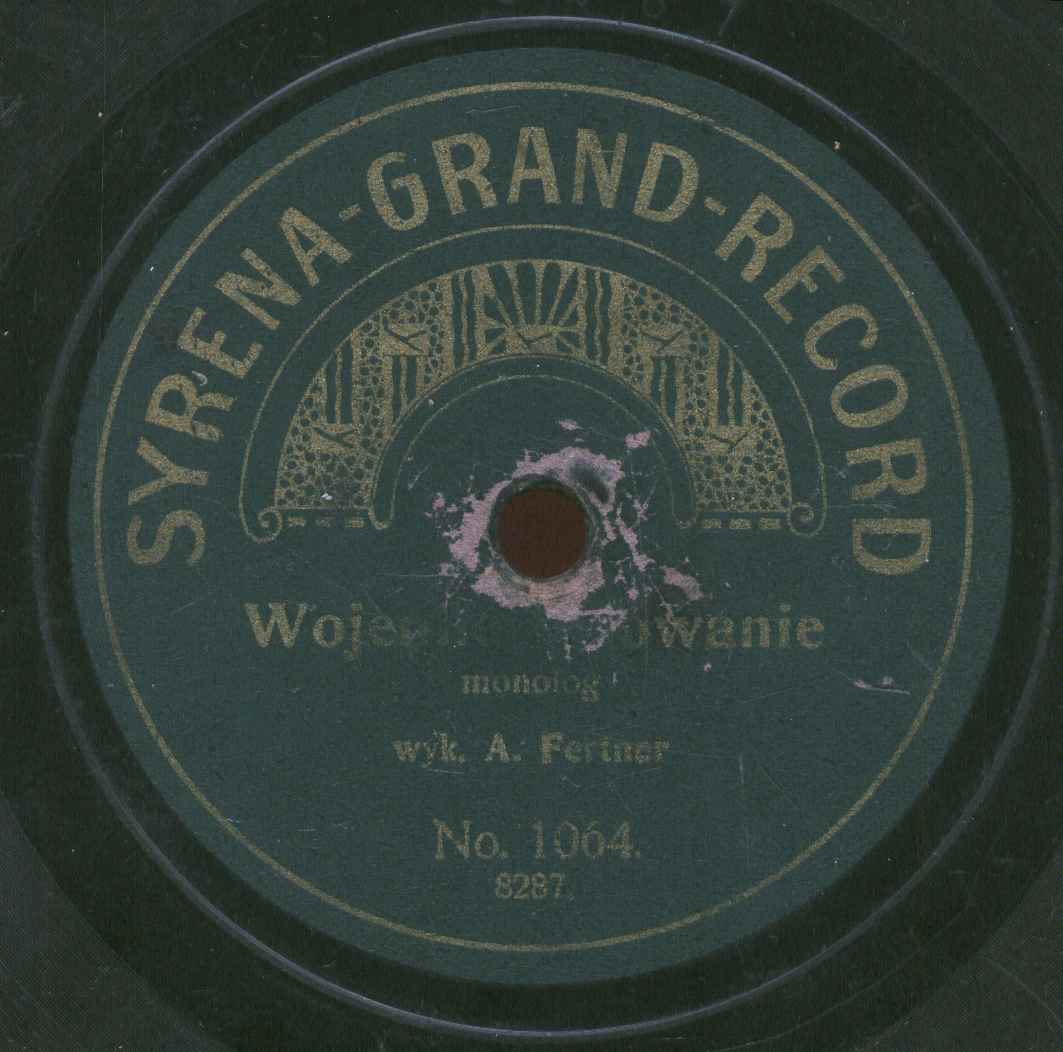 SYRENA-GRAND-RECORD
monolog
wyk. A. Fertner
No. 1064.
8287.